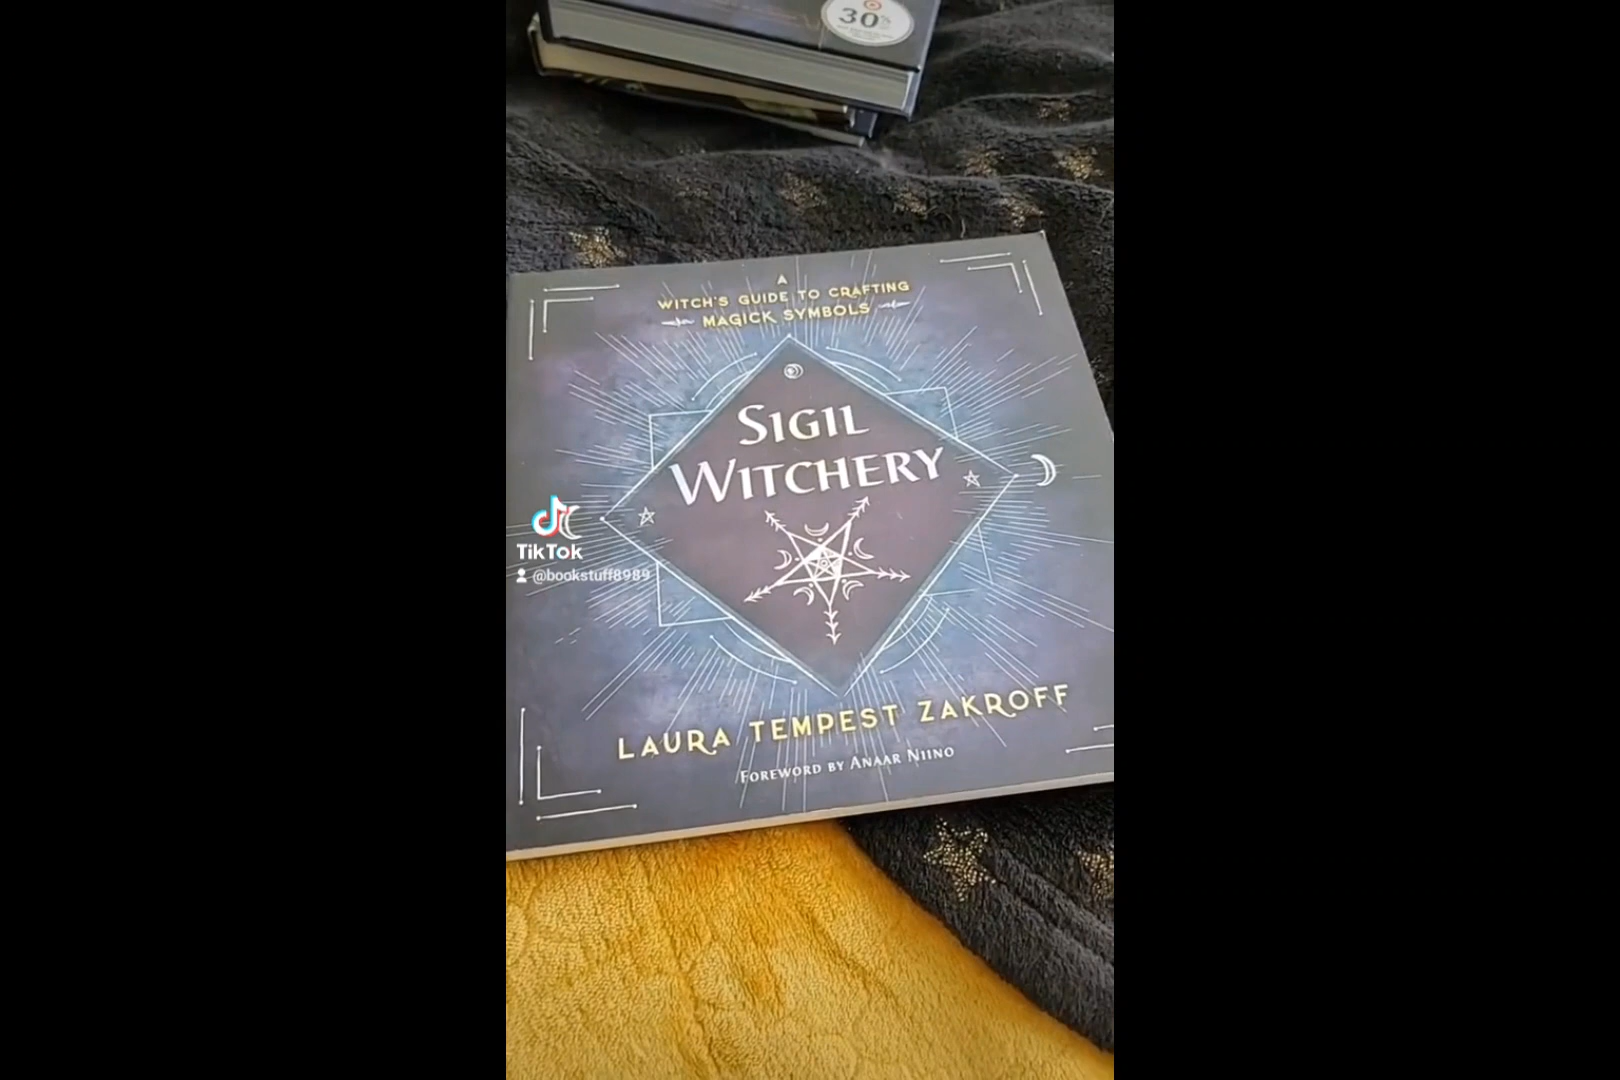 30%
A
WITCH'S GUIDE TO CRAFTING
MAGICK SYMBOLS
SIGIL
WITCHERY
TikTok
@bookstuff8989
LAURA TEMPEST ZAKROFF
FOREWORD BY ANAAR NIINO